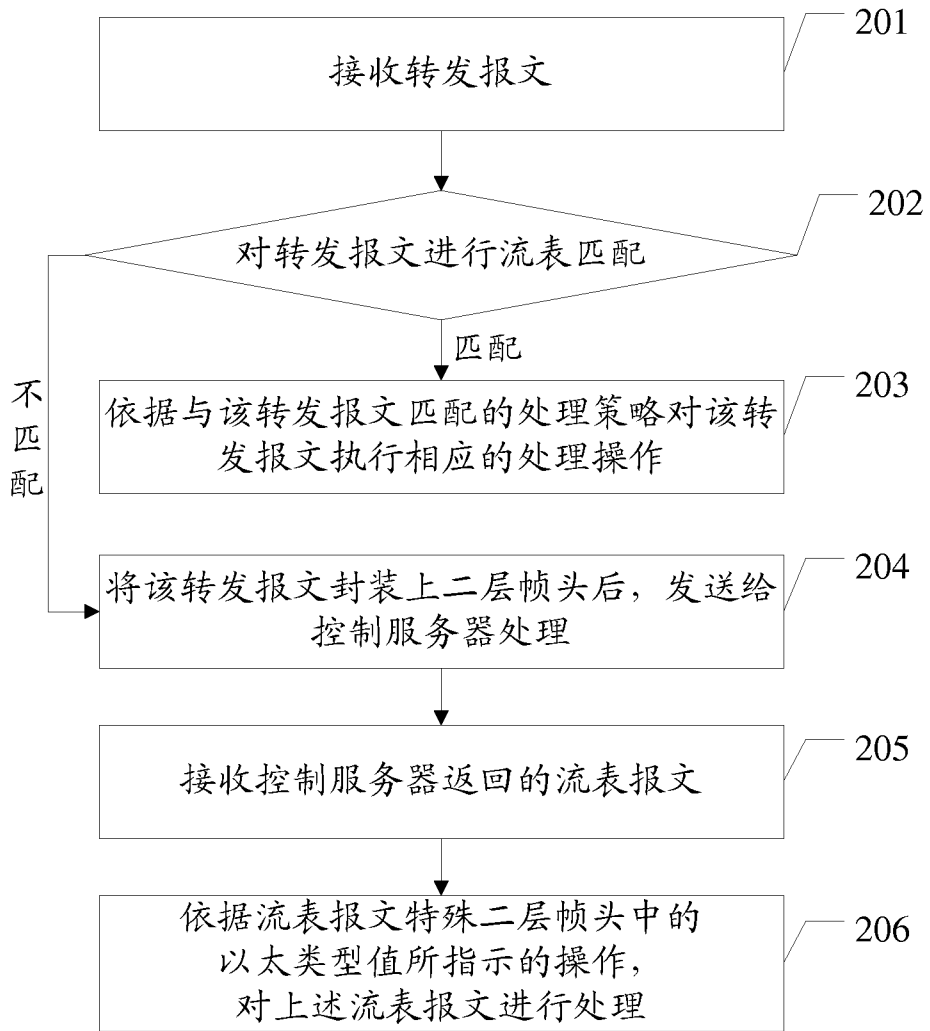 接收转发报文
201
对转发报文进行流表匹配
202
匹配
不匹配
依据与该转发报文匹配的处理策略对该转
发报文执行相应的处理操作
203
将该转发报文封装上二层帧头后，发送给
控制服务器处理
204
接收控制服务器返回的流表报文
205
依据流表报文特殊二层帧头中的
以太类型值所指示的操作，
对上述流表报文进行处理
206